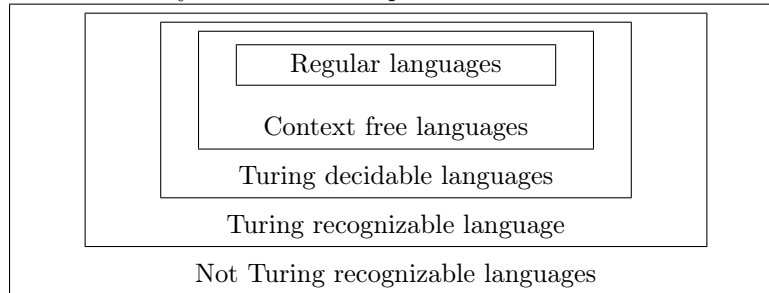 Regular languages
Context free languages
Turing decidable languages
Turing recognizable language
Not Turing recognizable languages